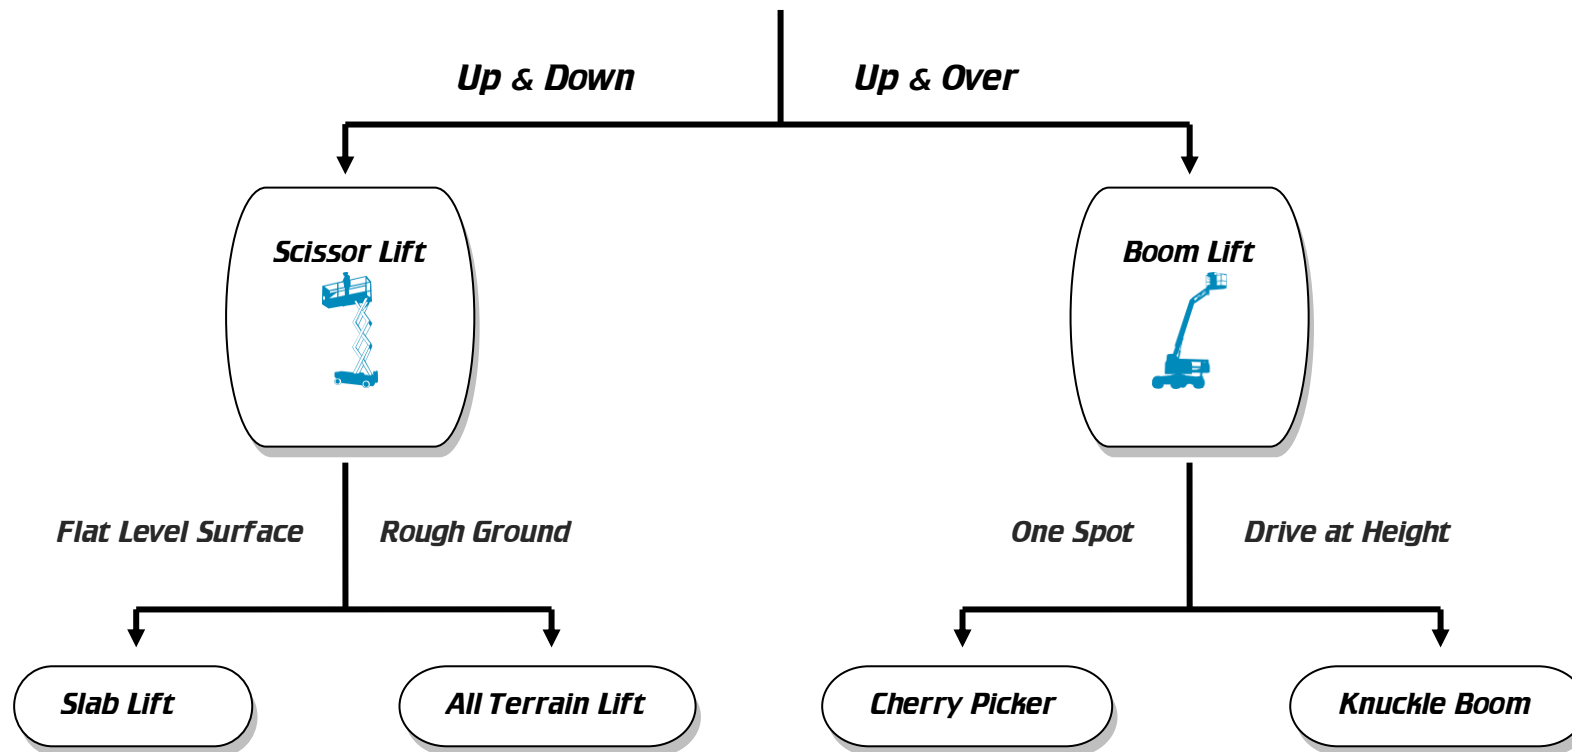 Up & Down
Up & Over
Scissor Lift
Boom Lift
Flat Level Surface
Rough Ground
One Spot
Drive at Height
Slab Lift
All Terrain Lift
Cherry Picker
Knuckle Boom